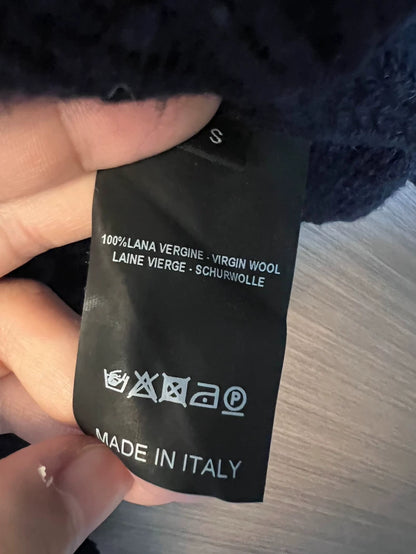 S
100%LANA VERGINE - VIRGIN WOOL
LAINE VIERGE - SCHURWOLLE
P
MADE IN ITALY